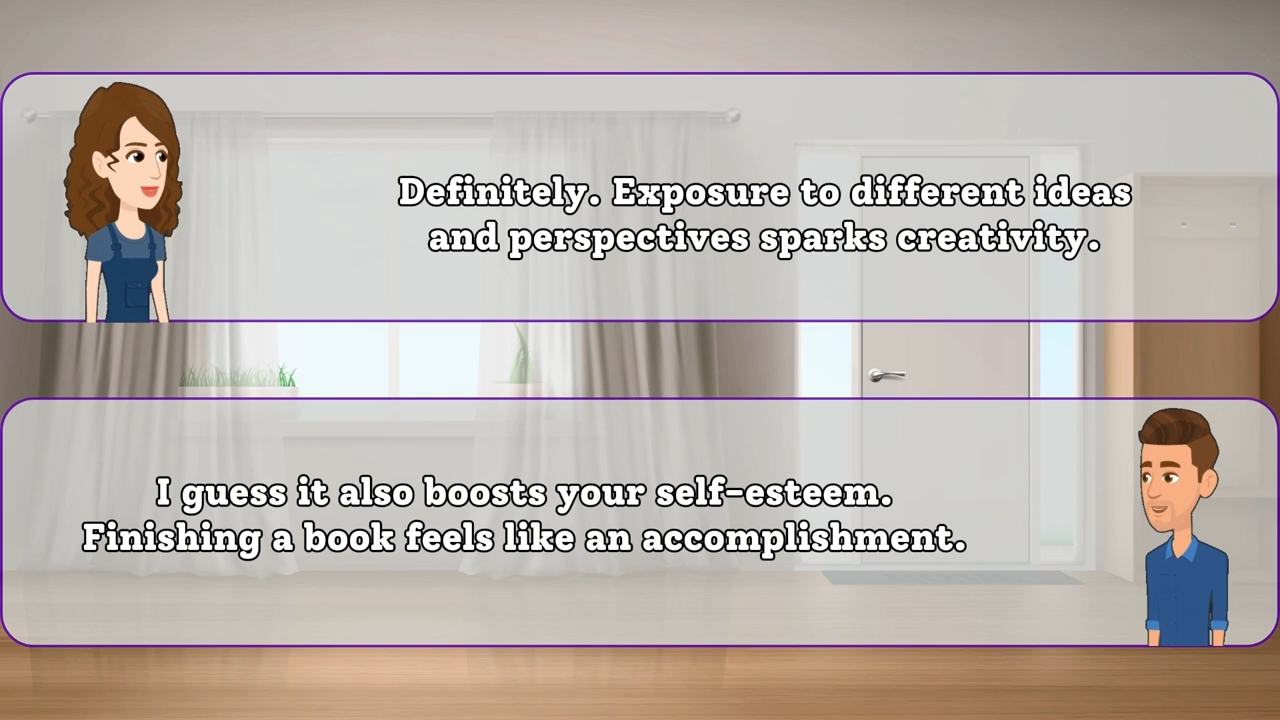 Definitely. Exposure to different ideas
and perspectives sparks creativity.
I guess it also boosts your self-esteem.
Finishing a book feels like an accomplishment.